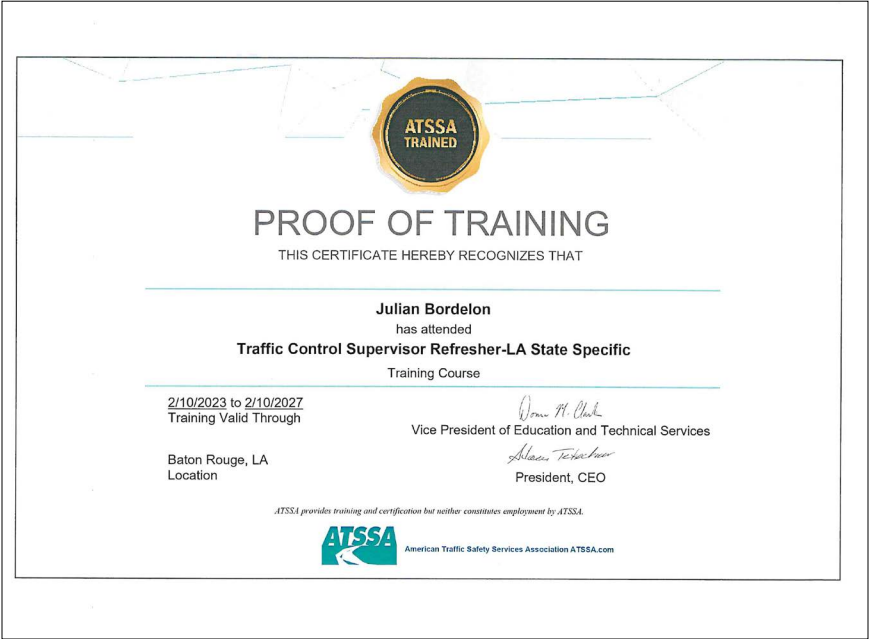 ATSSA
TRAINED
PROOF OF TRAINING
THIS CERTIFICATE HEREBY RECOGNIZES THAT
Julian Bordelon
has attended
Traffic Control Supervisor Refresher-LA State Specific
Training Course
2/10/2023 to 2/10/2027
Training Valid Through
Donna M. Clark
Vice President of Education and Technical Services
Baton Rouge, LA
Location
President, CEO
ATSSA provides training and certification but neither constitutes employment by ATSSA.
ATSSA
American Traffic Safety Services Association ATSSA.com